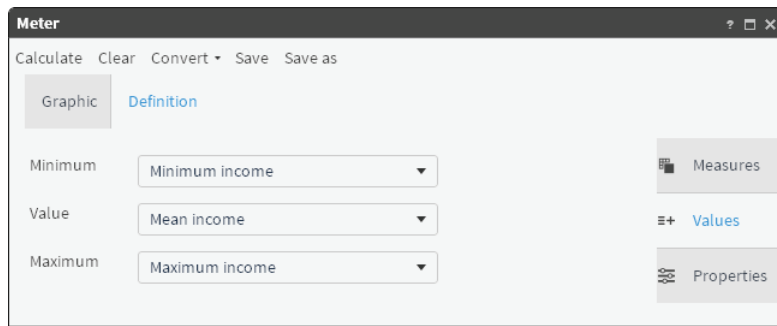 Meter ?
Calculate Clear Convert Save Save as
Graphic Definition
Minimum Minimum income
Value Mean income
Maximum Maximum income
Measures
Values
Properties